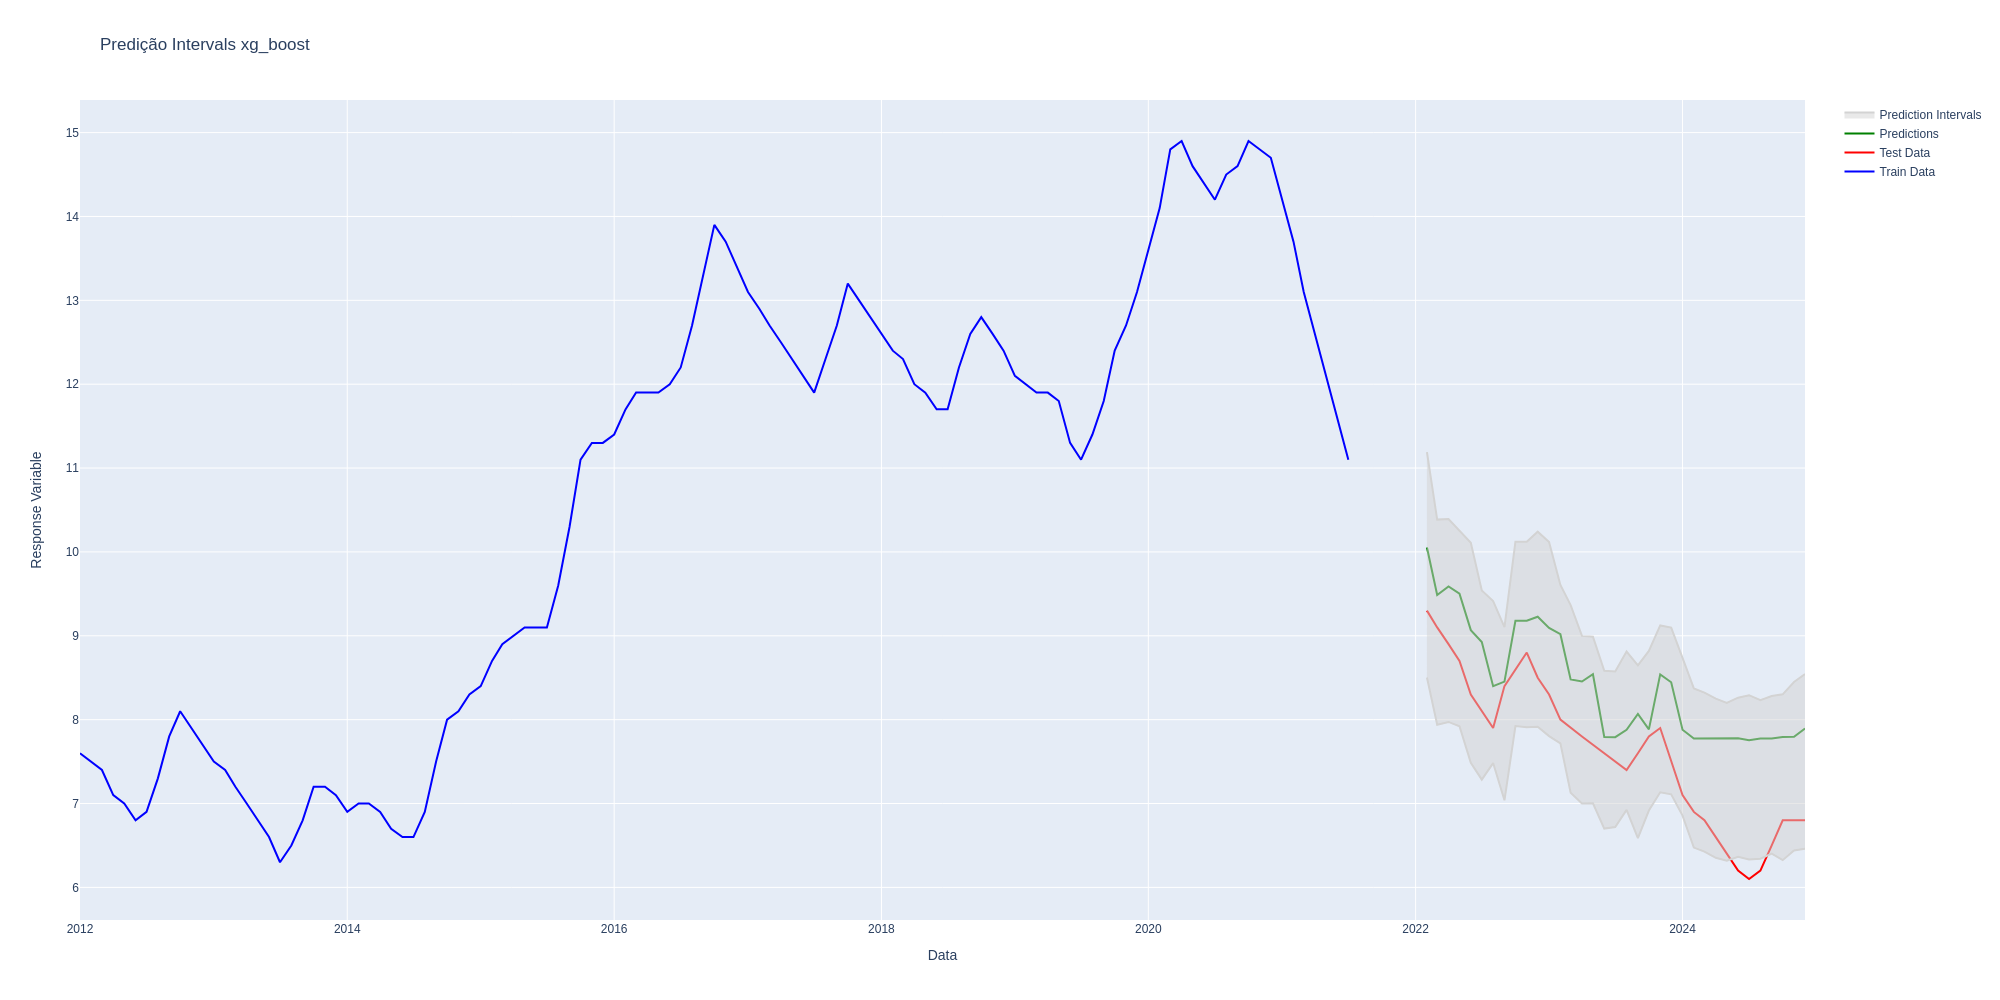 Predição Intervals xg_boost
Prediction Intervals
Predictions
Test Data
Train Data
Response Variable
15
14
13
12
11
10
9
8
7
6
2012
2014
2016
2018
2020
2022
2024
Data